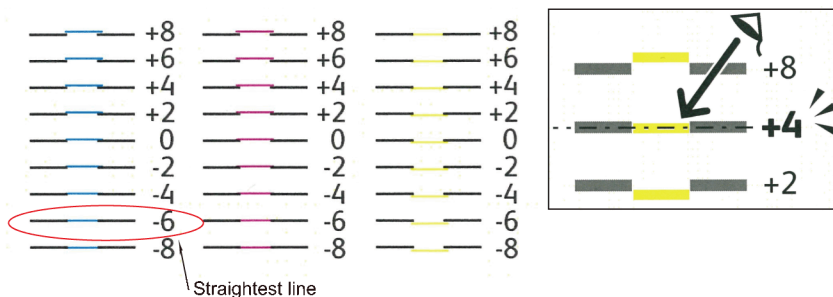 +8 +8 +8
+6 +6 +6
+4 +4 +4
+2 +2 +2
0 0 0
-2 -2 -2
-4 -4 -4
-6 -6 -6
-8 -8 -8
Straightest line
+8
+4
+2